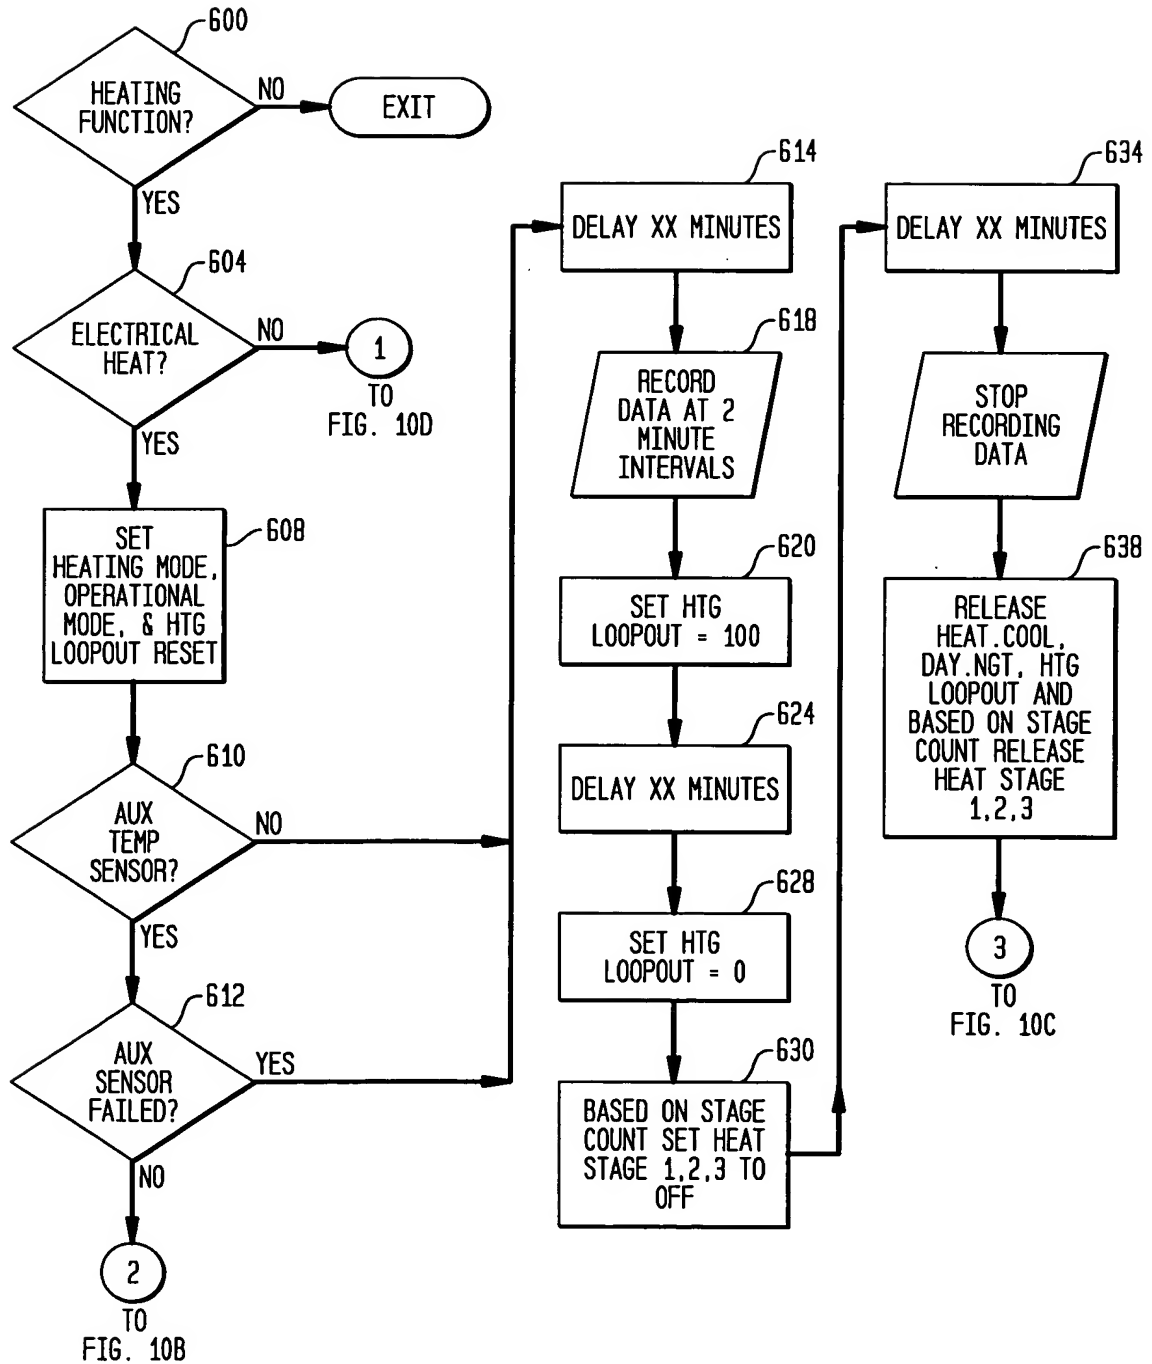 600
HEATING
FUNCTION?
NO
EXIT
YES
604
ELECTRICAL
HEAT?
NO
1
TO
FIG. 10D
YES
608
SET
HEATING MODE,
OPERATIONAL
MODE, & HTG
LOOPOUT RESET
610
AUX
TEMP
SENSOR?
NO
YES
612
AUX
SENSOR
FAILED?
YES
NO
2
TO
FIG. 10B
614
DELAY XX MINUTES
618
RECORD
DATA AT 2
MINUTE
INTERVALS
620
SET HTG
LOOPOUT = 100
624
DELAY XX MINUTES
628
SET HTG
LOOPOUT = 0
630
BASED ON STAGE
COUNT SET HEAT
STAGE 1,2,3 TO
OFF
634
DELAY XX MINUTES
STOP
RECORDING
DATA
638
RELEASE
HEAT.COOL,
DAY.NGT, HTG
LOOPOUT AND
BASED ON STAGE
COUNT RELEASE
HEAT STAGE
1,2,3
3
TO
FIG. 10C